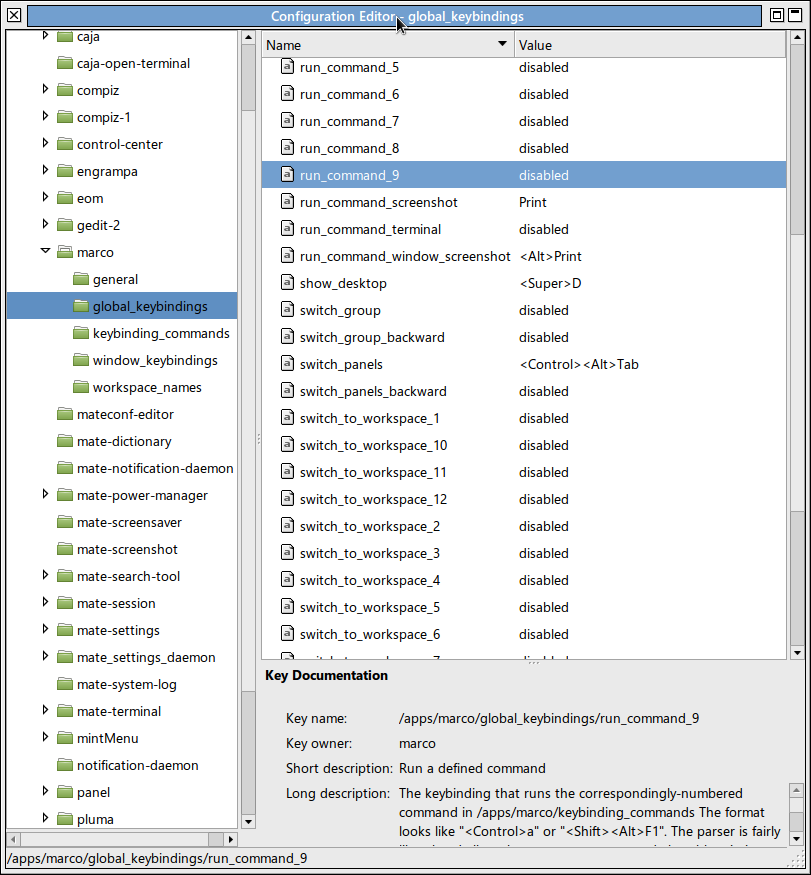 Configuration Editor - global_keybindings
caja
caja-open-terminal
compiz
compiz-1
control-center
engrampa
eom
gedit-2
marco
general
global_keybindings
keybinding_commands
window_keybindings
workspace_names
mateconf-editor
mate-dictionary
mate-notification-daemon
mate-power-manager
mate-screensaver
mate-screenshot
mate-search-tool
mate-session
mate-settings
mate_settings_daemon
mate-system-log
mate-terminal
mintMenu
notification-daemon
panel
pluma
Name Value
run_command_5 disabled
run_command_6 disabled
run_command_7 disabled
run_command_8 disabled
run_command_9 disabled
run_command_screenshot Print
run_command_terminal disabled
run_command_window_screenshot <Alt>Print
show_desktop <Super>D
switch_group disabled
switch_group_backward disabled
switch_panels <Control><Alt>Tab
switch_panels_backward disabled
switch_to_workspace_1 disabled
switch_to_workspace_10 disabled
switch_to_workspace_11 disabled
switch_to_workspace_12 disabled
switch_to_workspace_2 disabled
switch_to_workspace_3 disabled
switch_to_workspace_4 disabled
switch_to_workspace_5 disabled
switch_to_workspace_6 disabled
Key Documentation
Key name: /apps/marco/global_keybindings/run_command_9
Key owner: marco
Short description: Run a defined command
Long description: The keybinding that runs the correspondingly-numbered
command in /apps/marco/keybinding_commands The format
looks like "<Control>a" or "<Shift><Alt>F1". The parser is fairly
/apps/marco/global_keybindings/run_command_9